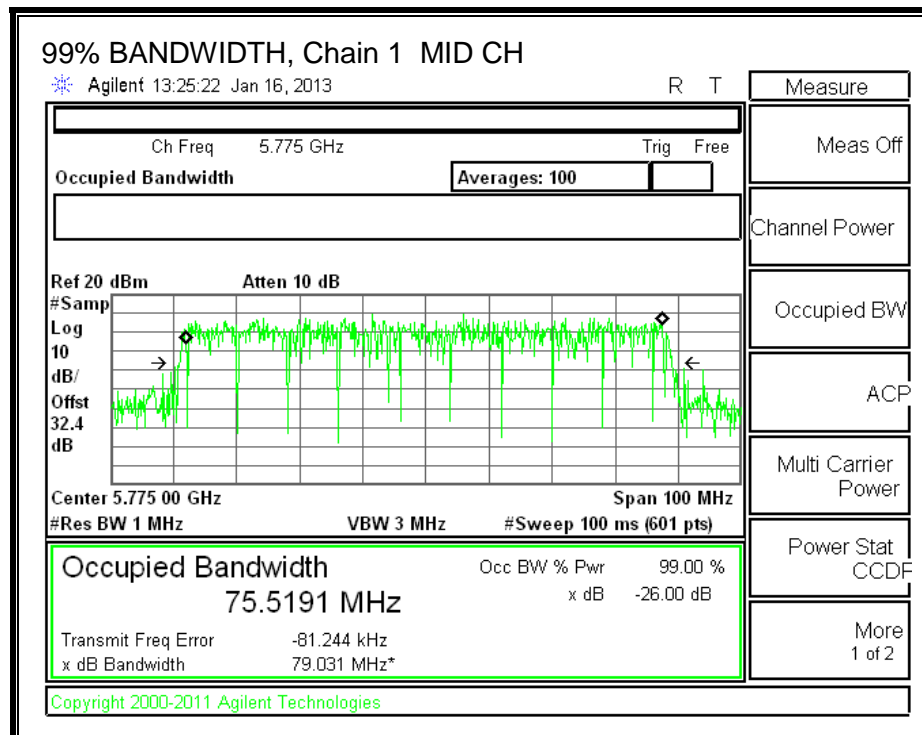 99% BANDWIDTH, Chain 1 MID CH
Agilent 13:25:22 Jan 16, 2013 R T
Measure
Ch Freq 5.775 GHz Trig Free
Meas Off
Occupied Bandwidth Averages: 100
Channel Power
Ref 20 dBm Atten 10 dB
#Samp
Log
10
dB/
Offst
32.4
dB
Occupied BW
ACP
Center 5.775 00 GHz Span 100 MHz
#Res BW 1 MHz VBW 3 MHz #Sweep 100 ms (601 pts)
Multi Carrier
Power
Occupied Bandwidth Occ BW % Pwr 99.00 %
75.5191 MHz x dB -26.00 dB
Transmit Freq Error -81.244 kHz
x dB Bandwidth 79.031 MHz*
Power Stat
CCDF
More
1 of 2
Copyright 2000-2011 Agilent Technologies